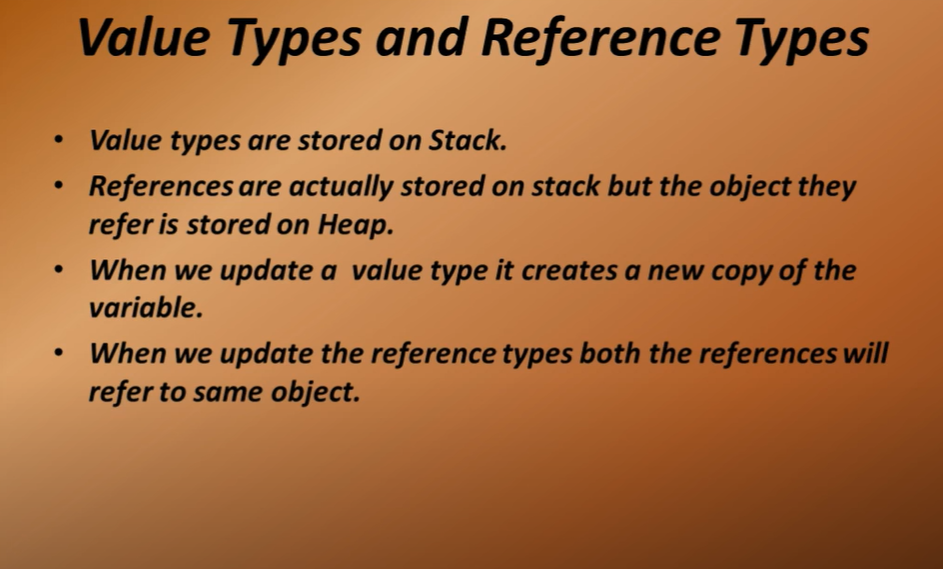 Value Types and Reference Types
• Value types are stored on Stack.
• References are actually stored on stack but the object they
refer is stored on Heap.
• When we update a value type it creates a new copy of the
variable.
• When we update the reference types both the references will
refer to same object.